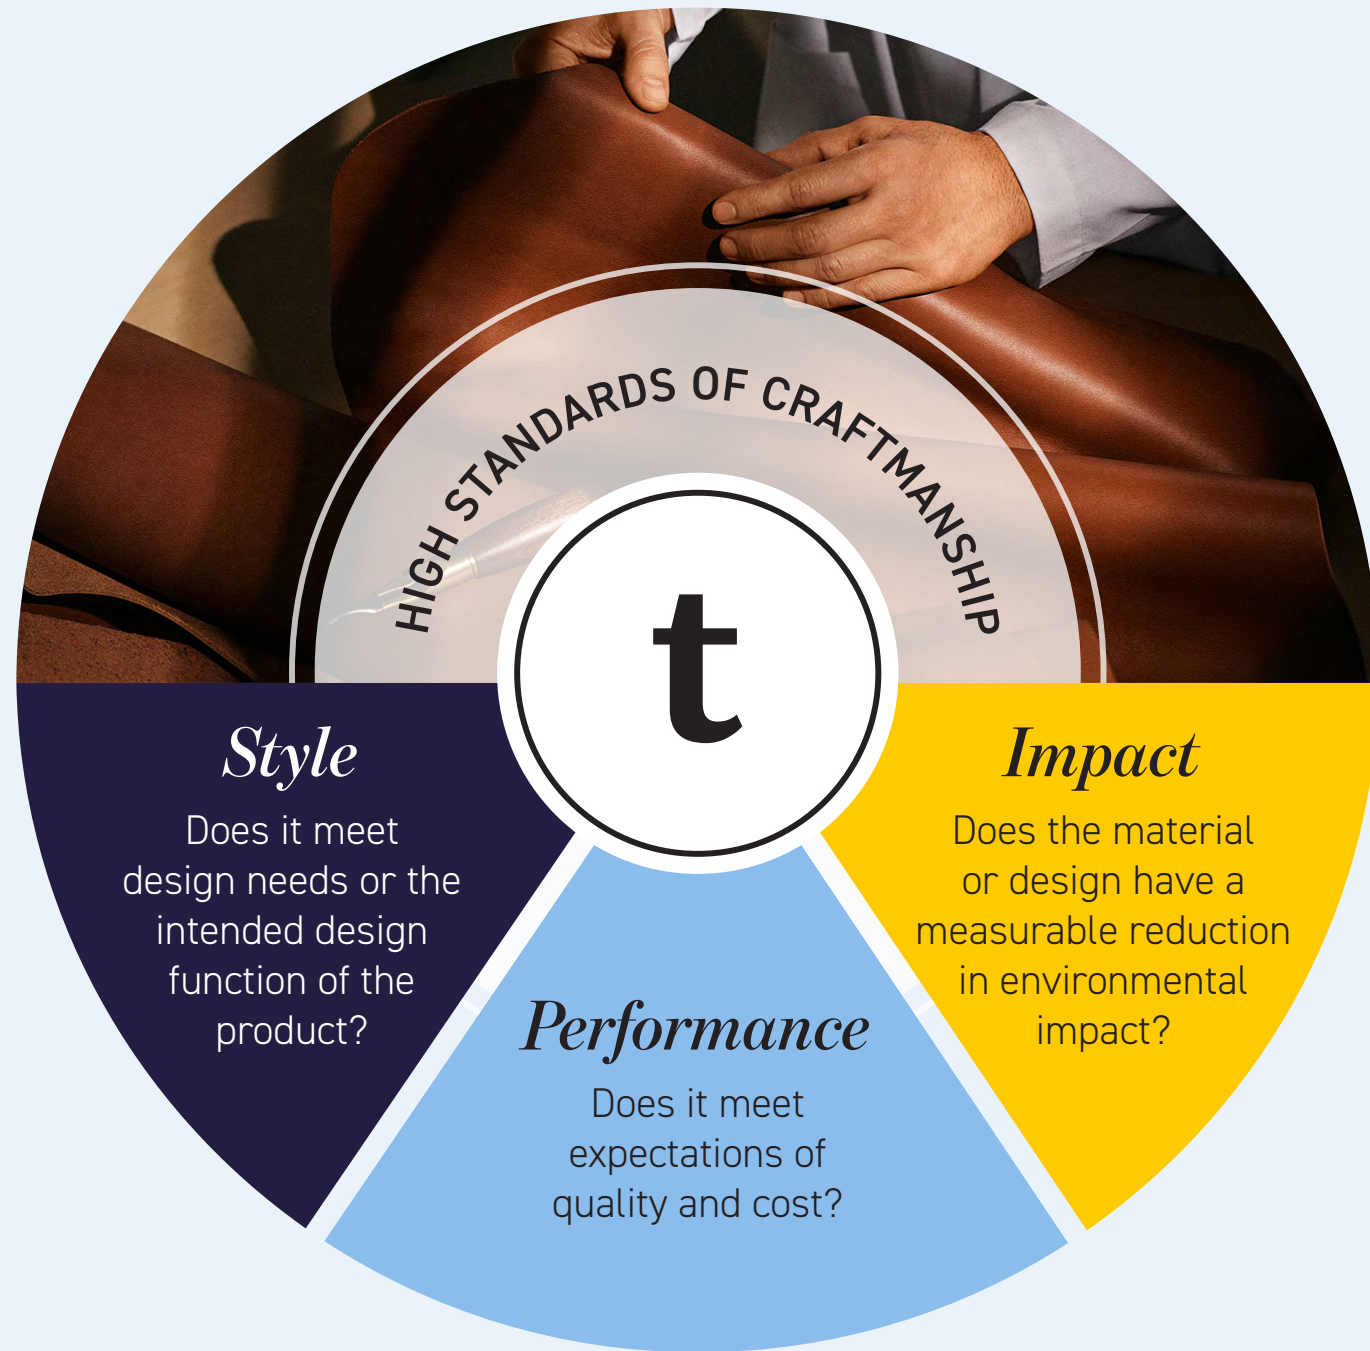 HIGH STANDARDS OF CRAFTMANSHIP
t
Style
Does it meet
design needs or the
intended design
function of the
product?
Performance
Does it meet
expectations of
quality and cost?
Impact
Does the material
or design have a
measurable reduction
in environmental
impact?